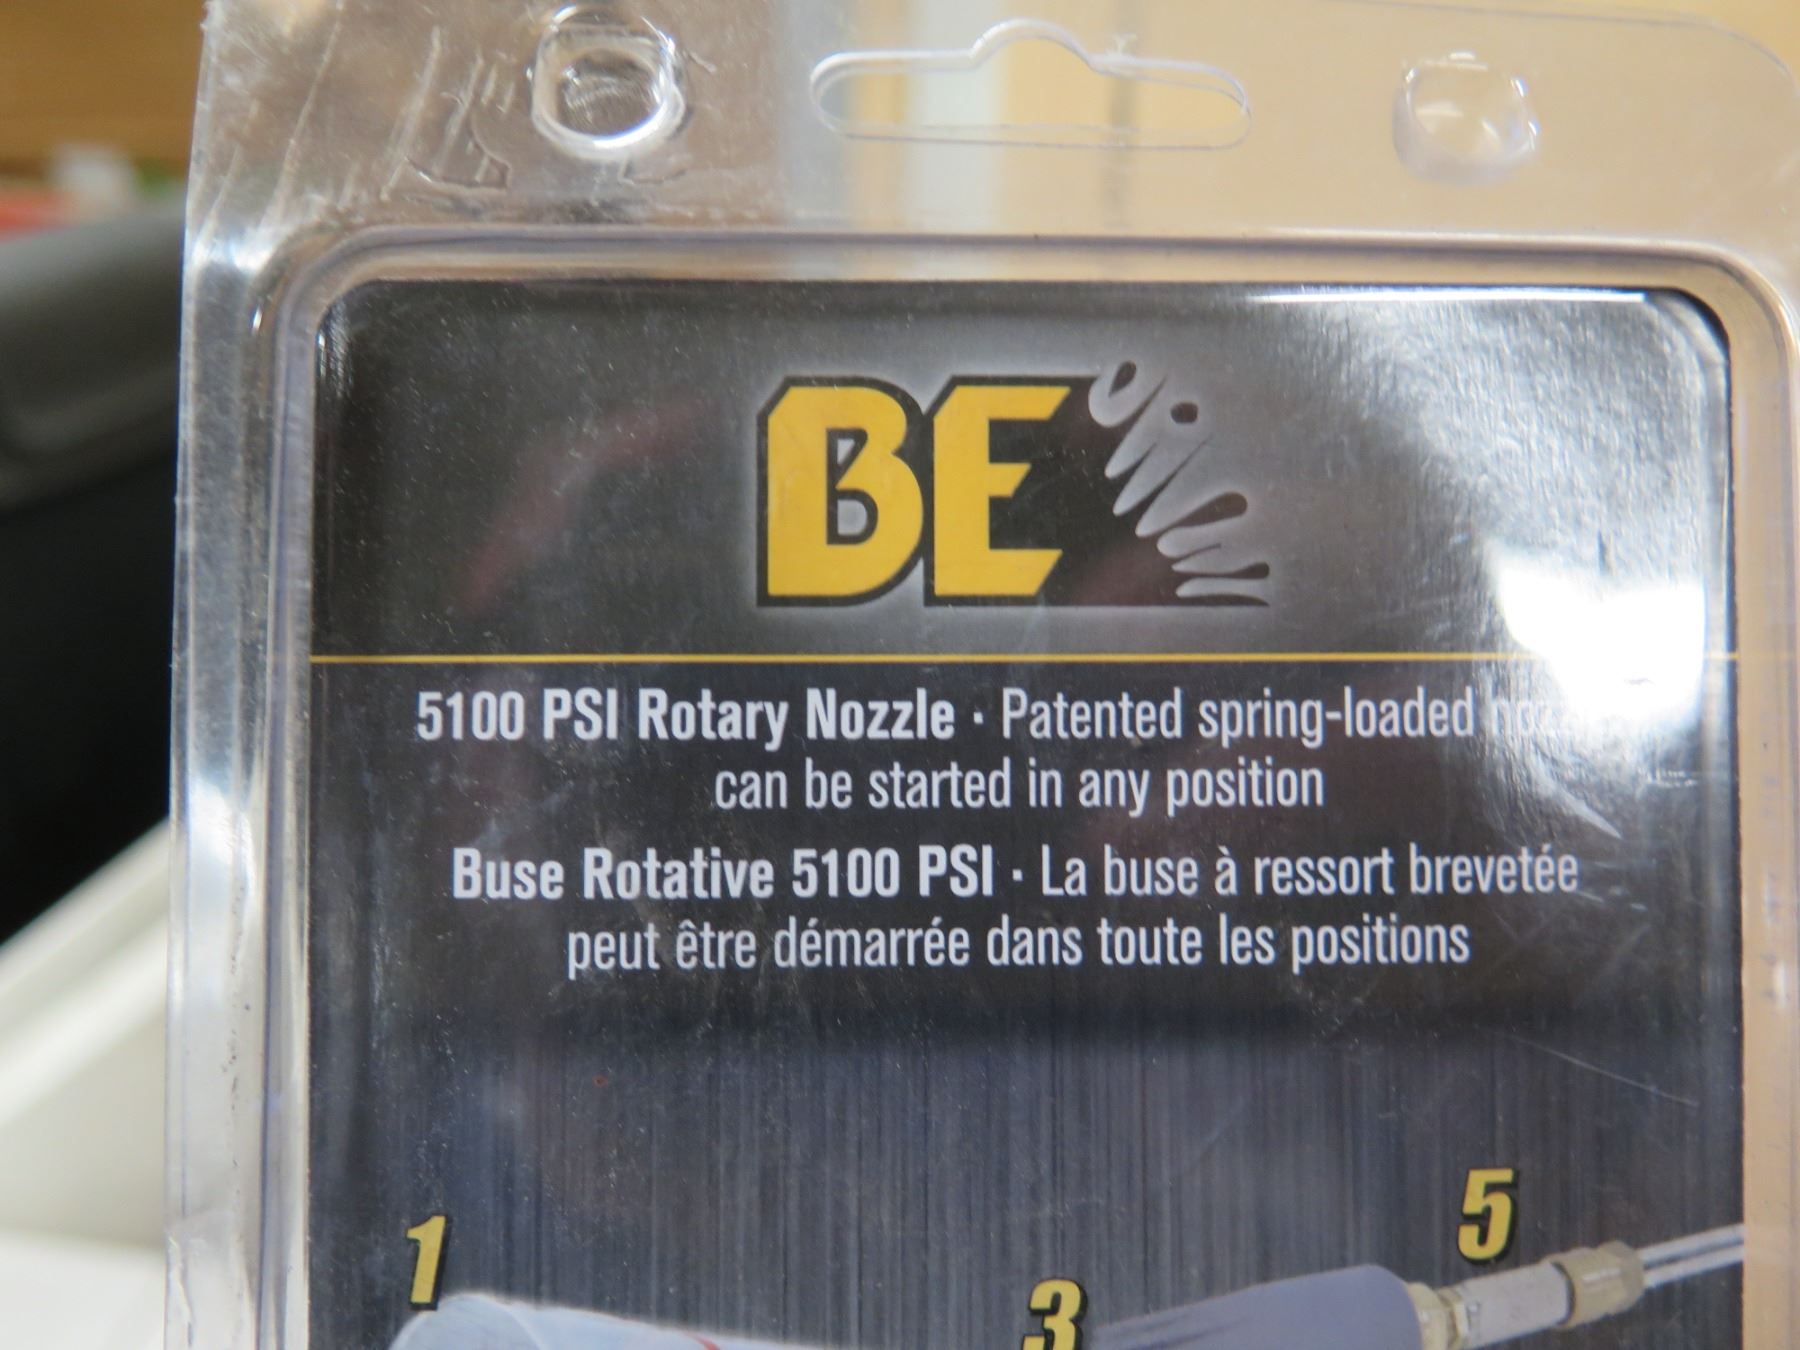 BE
5100 PSI Rotary Nozzle · Patented spring-loaded
can be started in any position
Buse Rotative 5100 PSI · La buse à ressort brevetée
peut être démarrée dans toute les positions
5
1
3